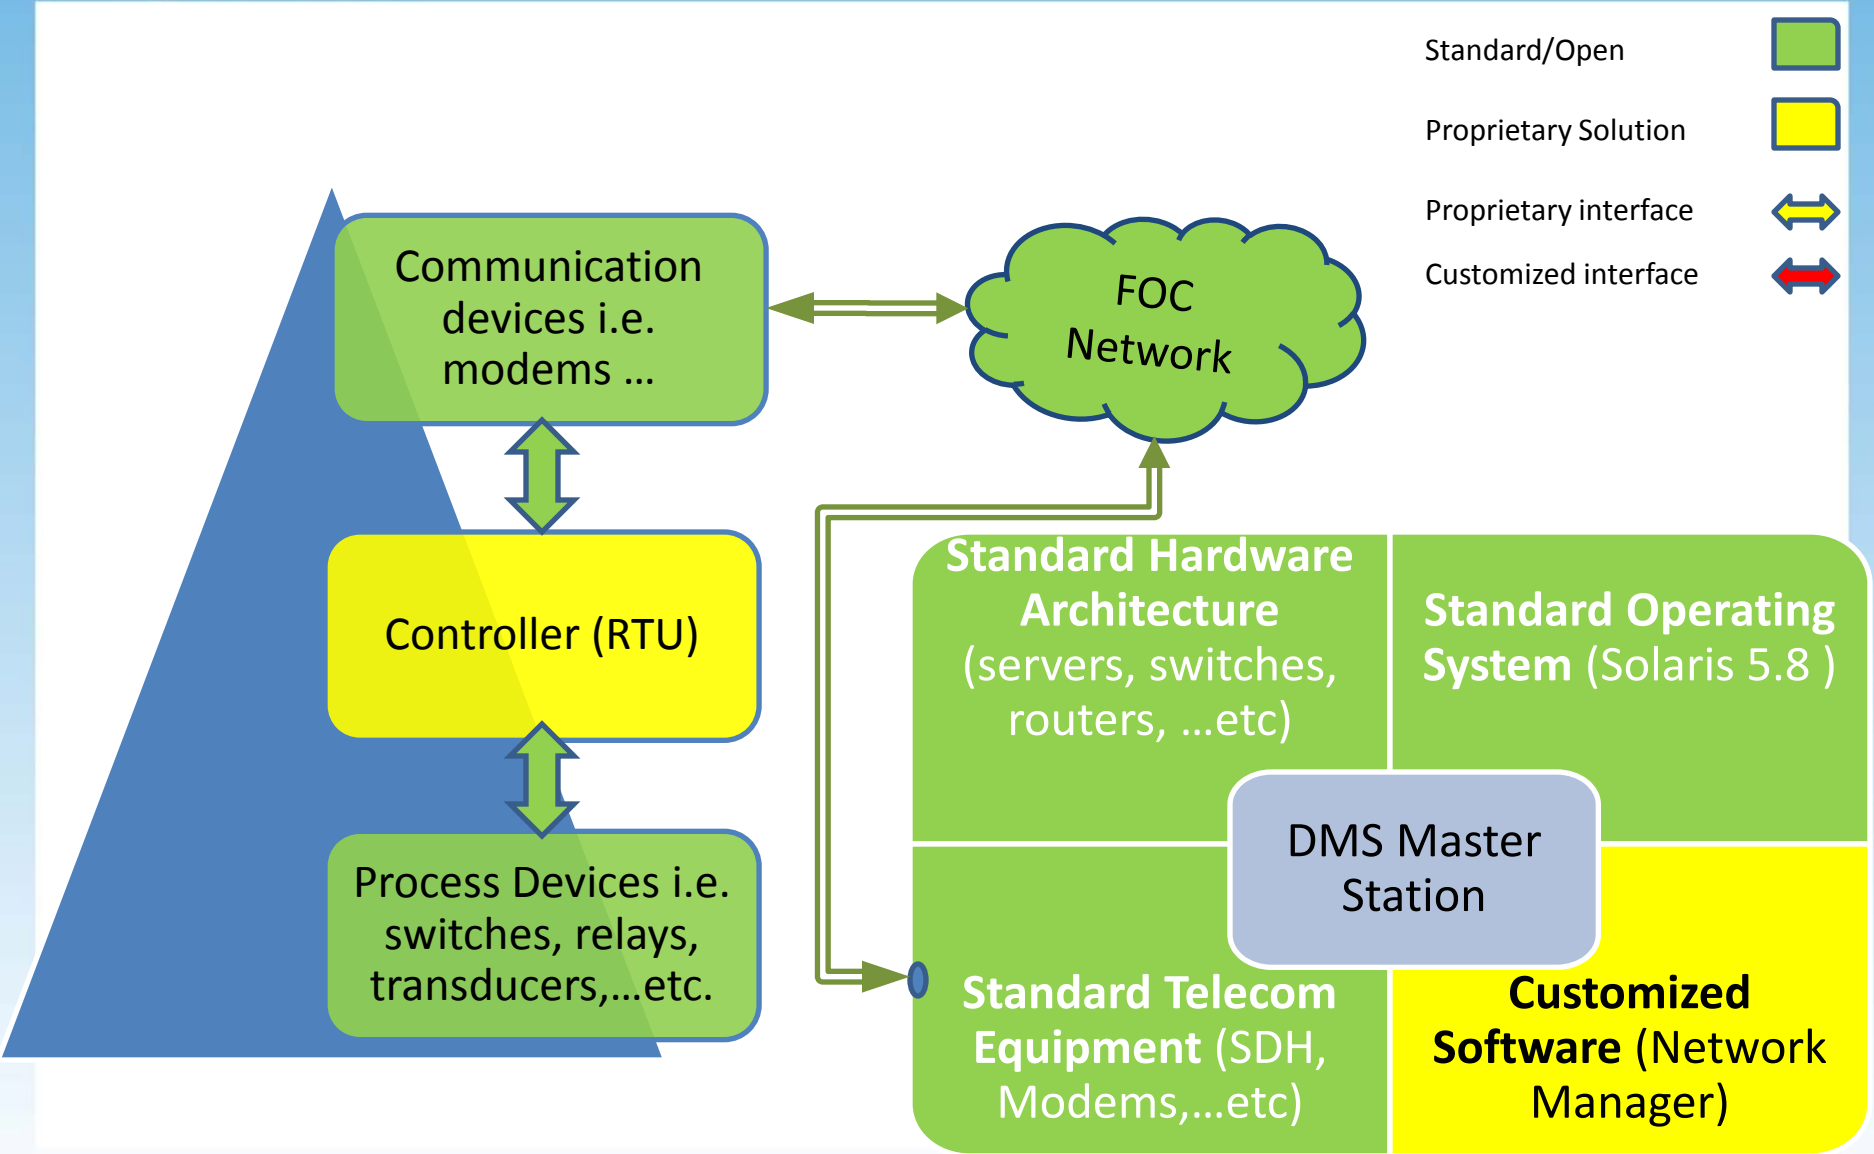 Standard/Open
Proprietary Solution
Proprietary interface
Customized interface
Communication
devices i.e.
modems ...
FOC
Network
Controller (RTU)
Process Devices i.e.
switches, relays,
transducers,...etc.
Standard Hardware
Architecture
(servers, switches,
routers, ...etc)
Standard Operating
System (Solaris 5.8 )
DMS Master
Station
Standard Telecom
Equipment (SDH,
Modems,...etc)
Customized
Software (Network
Manager)